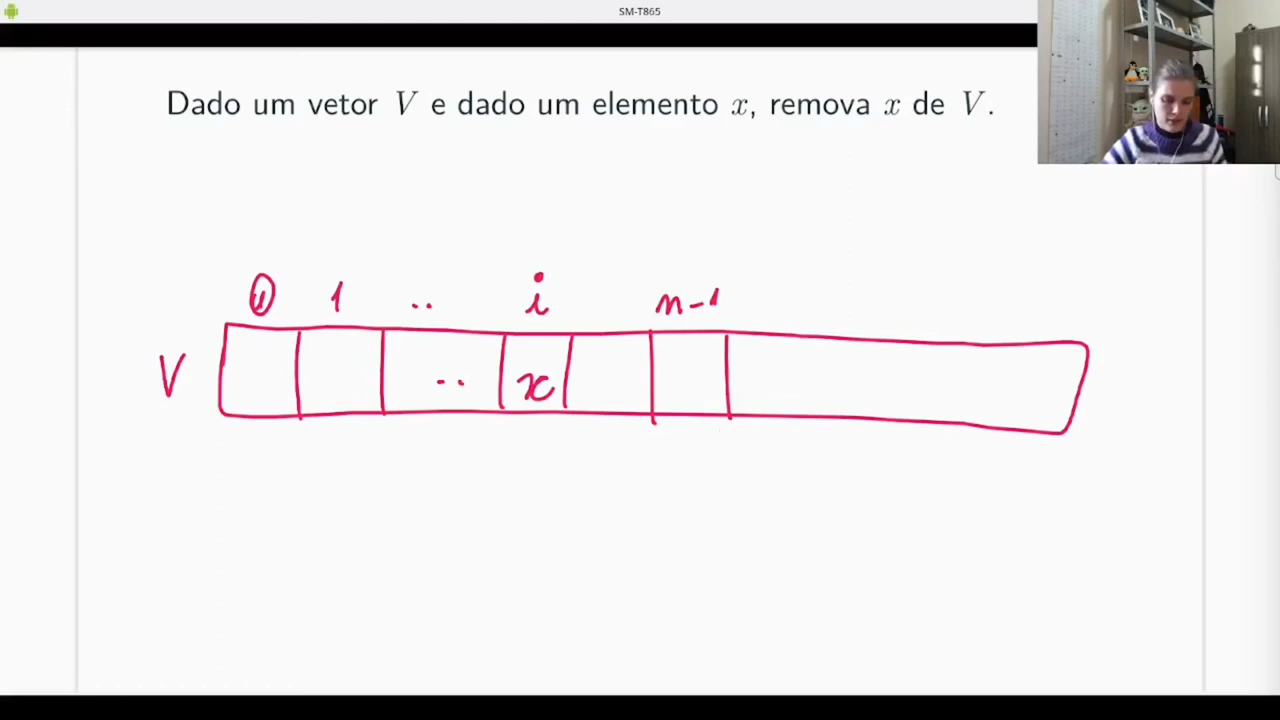 SM-T865
Dado um vetor V e dado um elemento x, remova x de V.
0 1 .. i n-1
V .. x